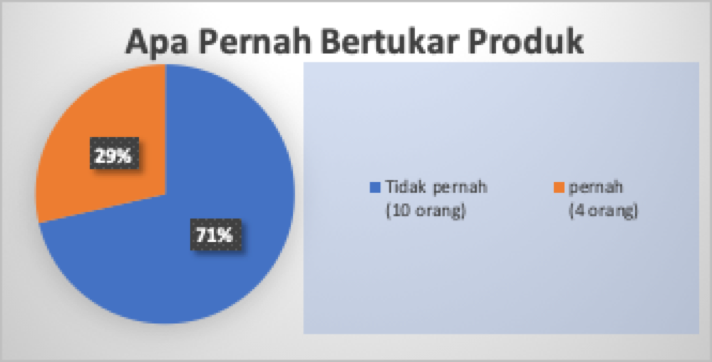 Apa Pernah Bertukar Produk
29%
71%
Tidak pernah
(10 orang)
pernah
(4 orang)